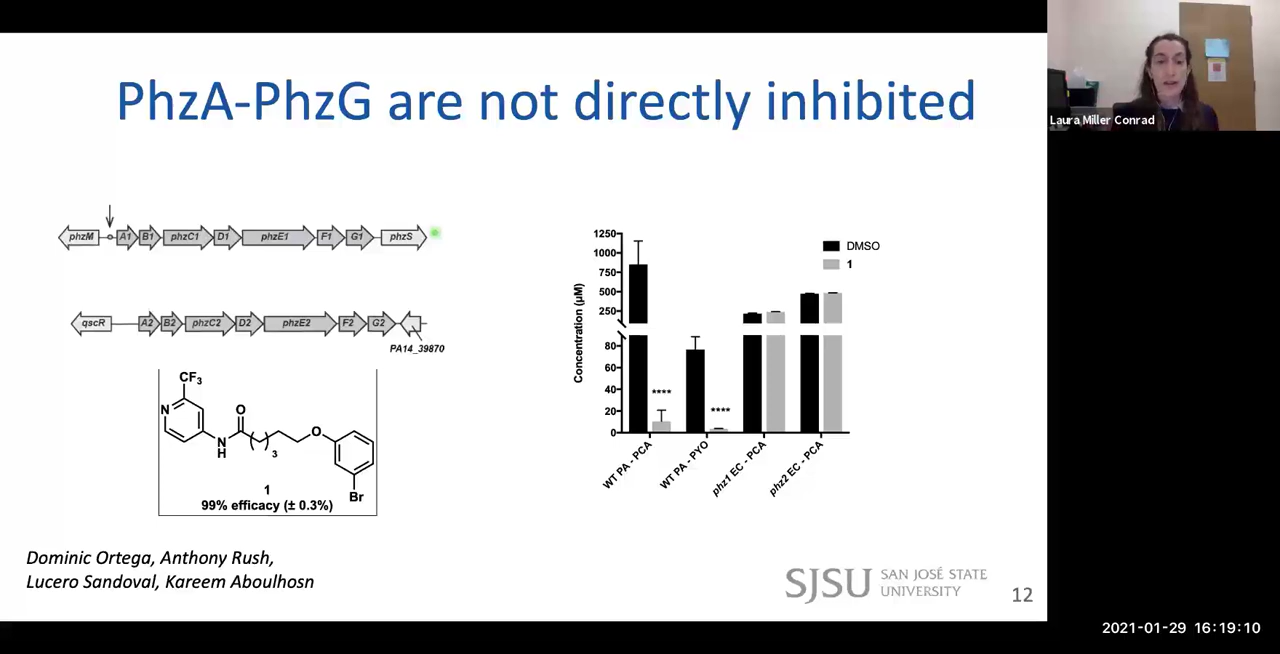 PhzA-PhzG are not directly inhibited
Laura Miller Conrad
phzM A1 B1 phzC1 D1 phzE1 F1 G1 phzS
qscR A2 B2 phzC2 D2 phzE2 F2 G2
PA14_39870
CF3
N
O
N
H
( )
3
O
Br
1
99% efficacy (± 0.3%)
Concentration (µM)
1250
1000
750
500
250
80
60
40
20
0
DMSO
1
****
****
WT PA - PCA
WT PA - PYO
phz1 EC - PCA
phz2 EC - PCA
Dominic Ortega, Anthony Rush,
Lucero Sandoval, Kareem Aboulhosn
SJSU SAN JOSÉ STATE
UNIVERSITY
12
2021-01-29 16:19:10